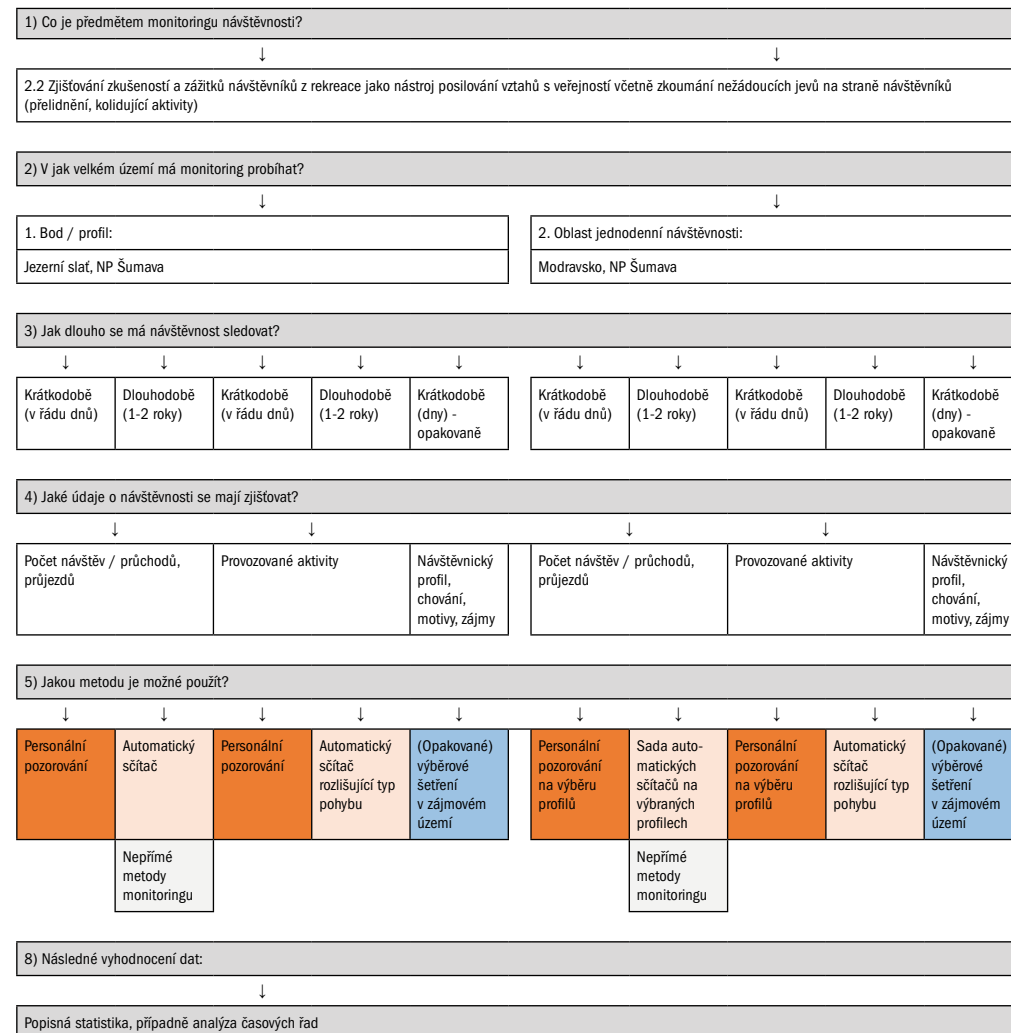 1) Co je předmětem monitoringu návštěvnosti?
↓ ↓
2.2 Zjišťování zkušeností a zážitků návštěvníků z rekreace jako nástroj posilování vztahů s veřejností včetně zkoumání nežádoucích jevů na straně návštěvníků
(přelidnění, kolidující aktivity)
2) V jak velkém území má monitoring probíhat?
↓ ↓
1. Bod / profil:
Jezerní slať, NP Šumava
2. Oblast jednodenní návštěvnosti:
Modravsko, NP Šumava
3) Jak dlouho se má návštěvnost sledovat?
↓ ↓ ↓ ↓ ↓ ↓ ↓ ↓ ↓ ↓
Krátkodobě
(v řádu dnů)
Dlouhodobě
(1-2 roky)
Krátkodobě
(v řádu dnů)
Dlouhodobě
(1-2 roky)
Krátkodobě
(dny) -
opakovaně
Krátkodobě
(v řádu dnů)
Dlouhodobě
(1-2 roky)
Krátkodobě
(v řádu dnů)
Dlouhodobě
(1-2 roky)
Krátkodobě
(dny) -
opakovaně
4) Jaké údaje o návštěvnosti se mají zjišťovat?
↓ ↓ ↓ ↓
Počet návštěv / průchodů,
průjezdů
Provozované aktivity
Návštěvnický
profil,
chování,
motivy, zájmy
Počet návštěv / průchodů,
průjezdů
Provozované aktivity
Návštěvnický
profil,
chování,
motivy, zájmy
5) Jakou metodu je možné použít?
↓ ↓ ↓ ↓ ↓ ↓ ↓ ↓ ↓ ↓
Personální
pozorování
Automatický
sčítač
Personální
pozorování
Automatický
sčítač
rozlišující typ
pohybu
(Opakované)
výběrové
šetření
v zájmovém
území
Personální
pozorování
na výběru
profilů
Sada auto-
matických
sčítačů na
výbraných
profilech
Personální
pozorování
na výběru
profilů
Automatický
sčítač
rozlišující typ
pohybu
(Opakované)
výběrové
šetření
v zájmovém
území
Nepřímé
metody
monitoringu
Nepřímé
metody
monitoringu
8) Následné vyhodnocení dat:
↓
Popisná statistika, případně analýza časových řad